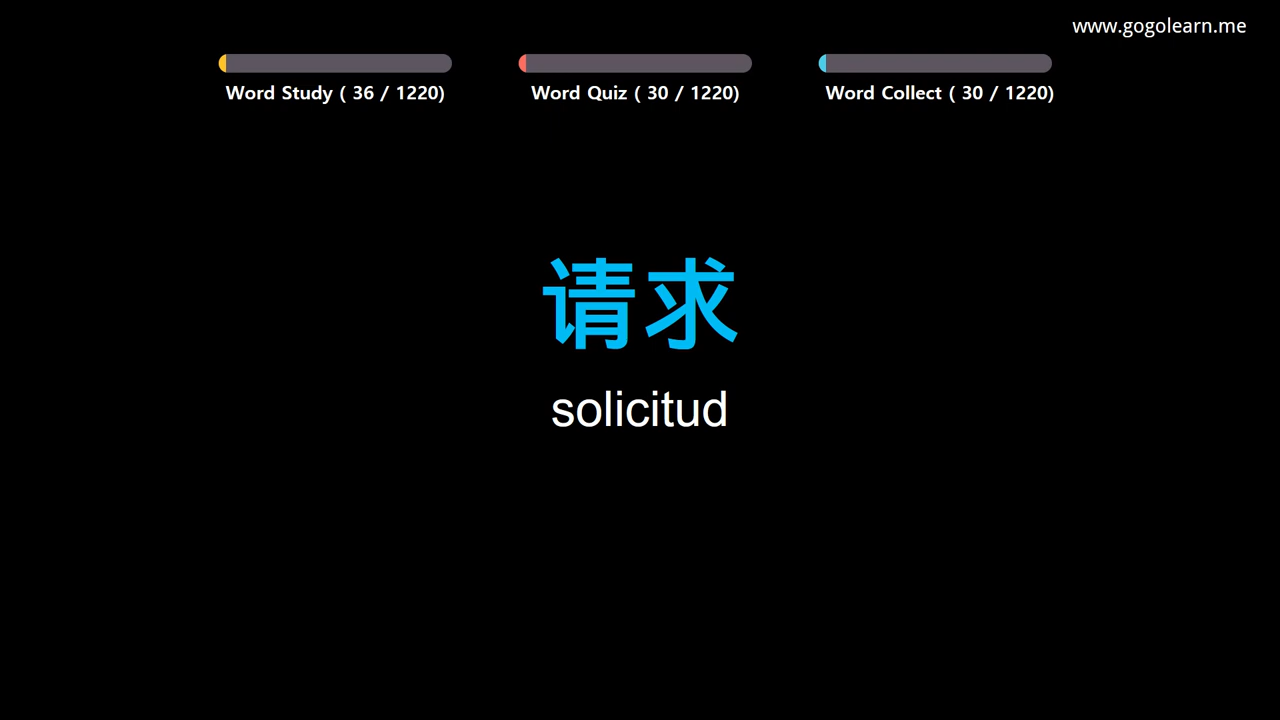 www.gogolearn.me
Word Study ( 36 / 1220)
Word Quiz ( 30 / 1220)
Word Collect ( 30 / 1220)
请求
solicitud